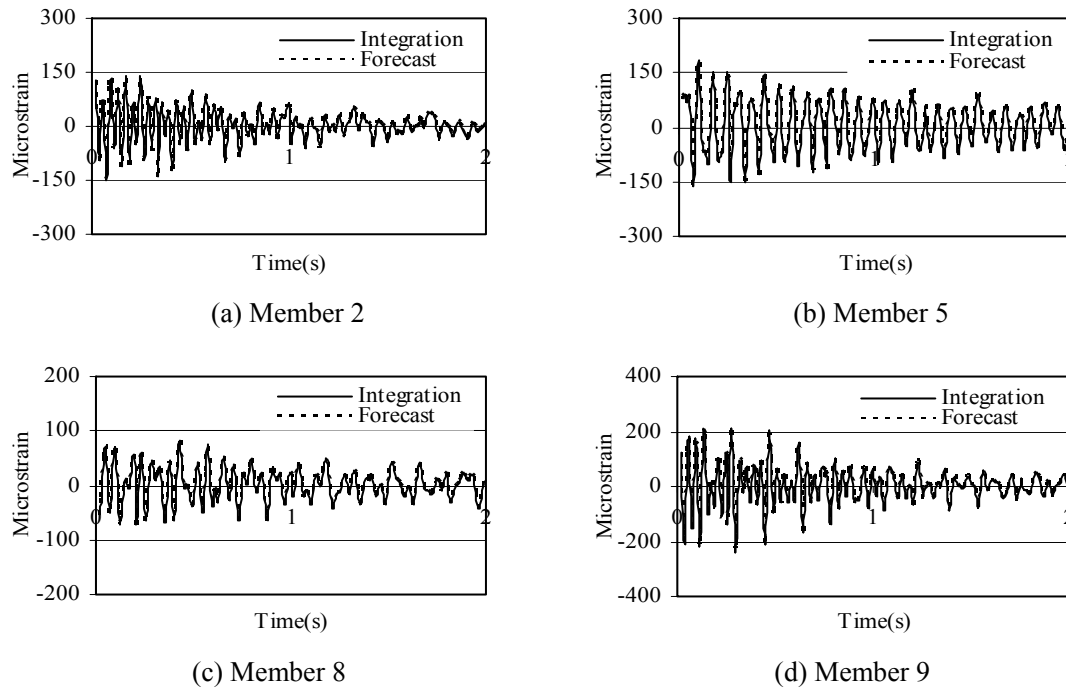 300
150
0
-150
-300
Microstrain
Integration
Forecast
0
1
2
Time(s)
(a) Member 2
300
150
0
-150
-300
Microstrain
Integration
Forecast
0
1
Time(s)
(b) Member 5
200
100
0
-100
-200
Microstrain
Integration
Forecast
0
1
2
Time(s)
(c) Member 8
400
200
0
-200
-400
Microstrain
Integration
Forecast
0
1
Time(s)
(d) Member 9